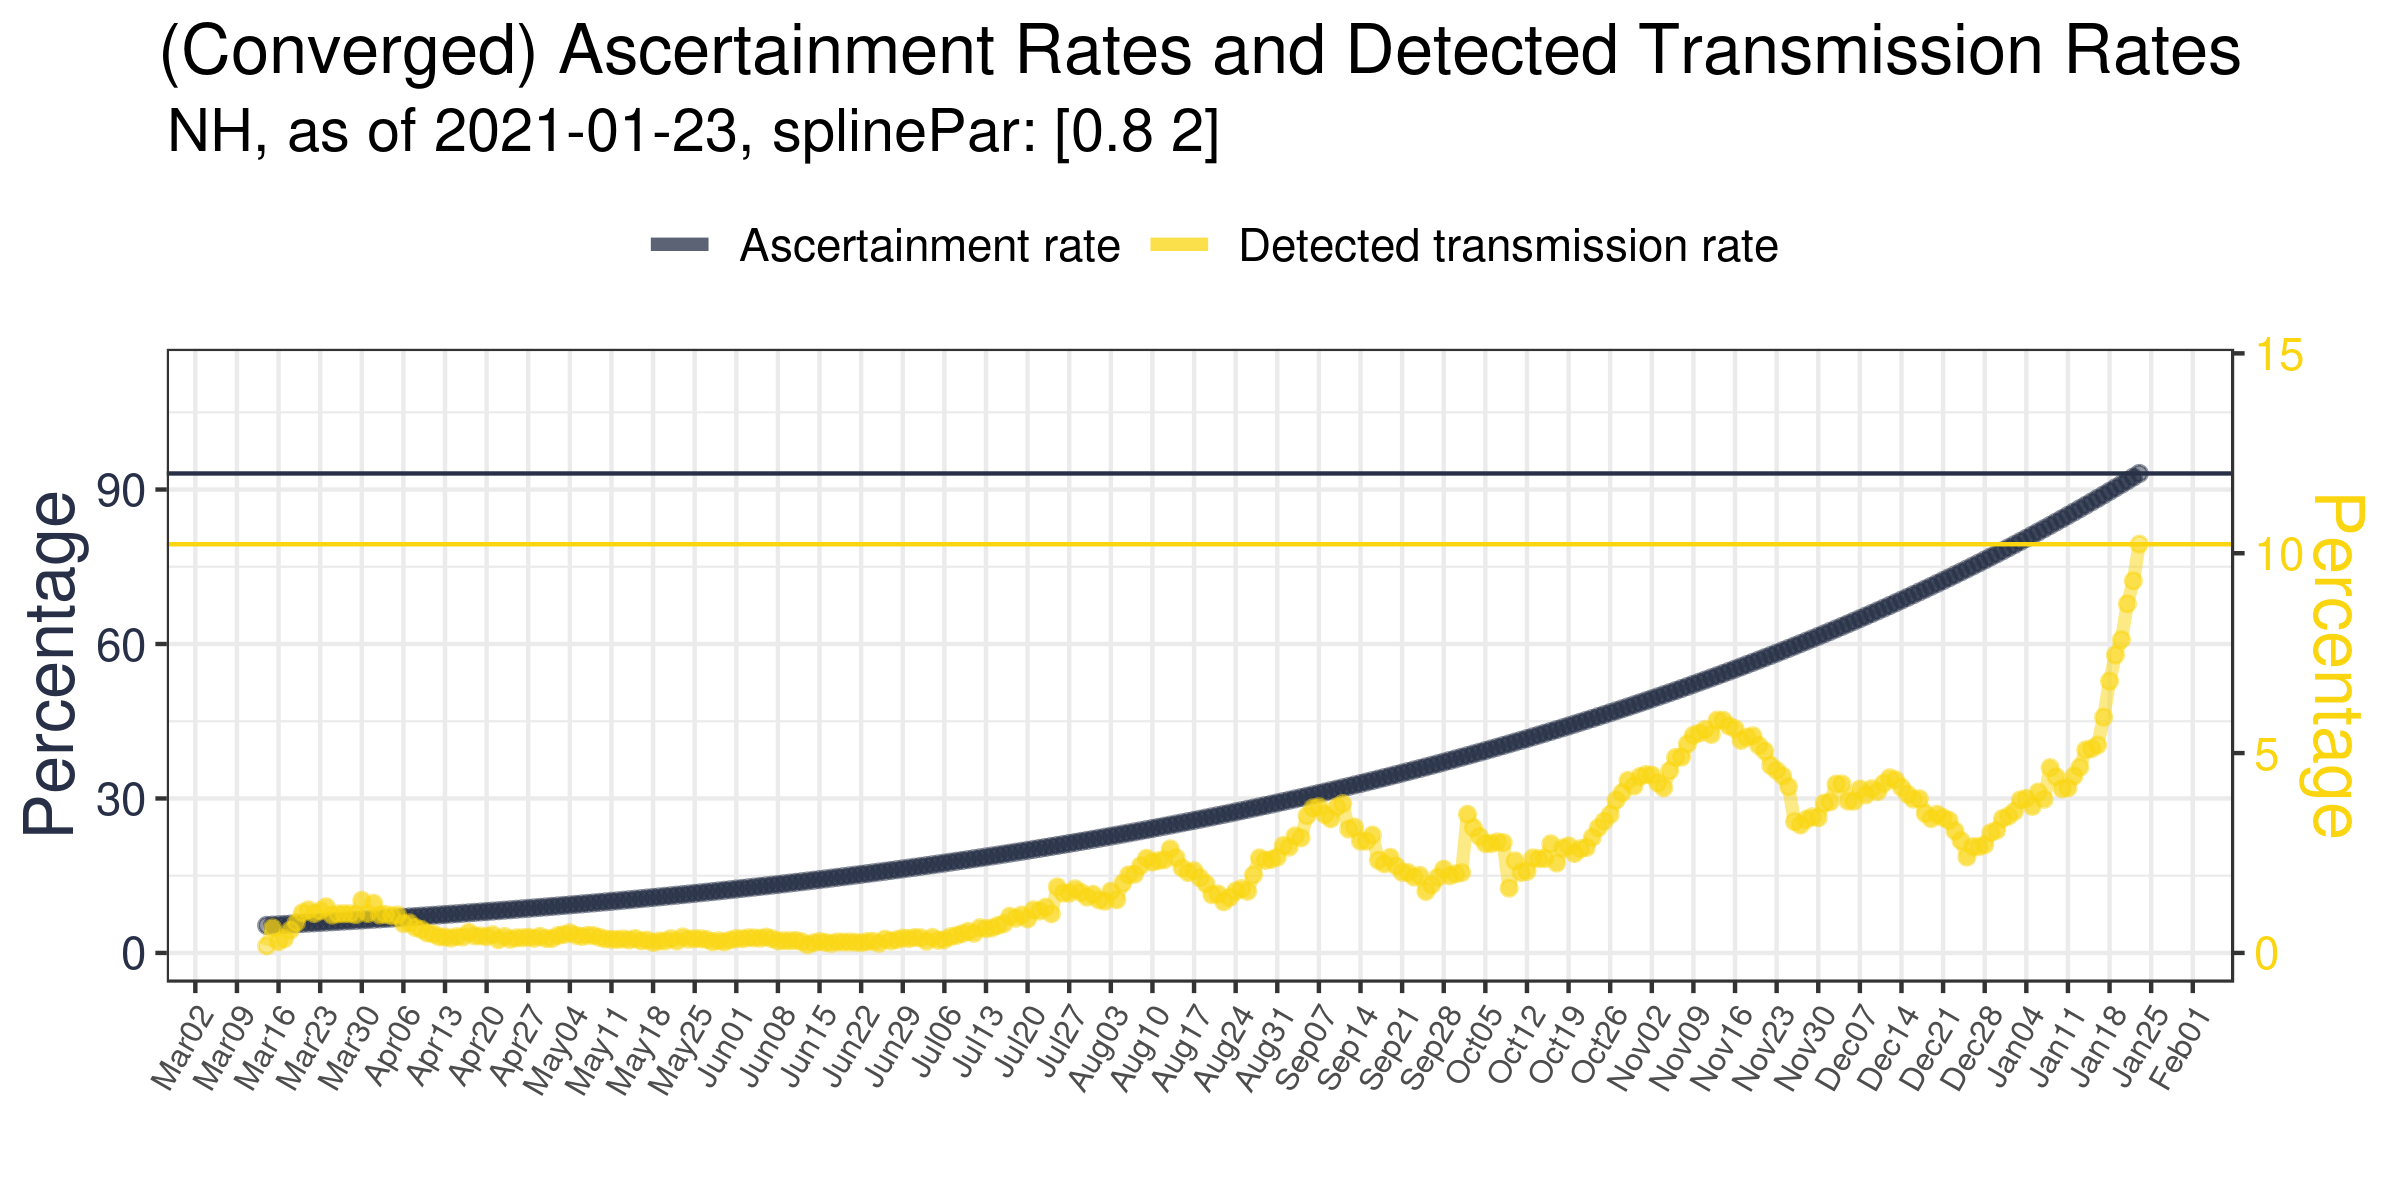 (Converged) Ascertainment Rates and Detected Transmission Rates
NH, as of 2021-01-23, splinePar: [0.8 2]
Ascertainment rate
Detected transmission rate
Percentage
90
60
30
0
15
10
5
0
Percentage
Mar02
Mar09
Mar16
Mar23
Mar30
Apr06
Apr13
Apr20
Apr27
May04
May11
May18
May25
Jun01
Jun08
Jun15
Jun22
Jun29
Jul06
Jul13
Jul20
Jul27
Aug03
Aug10
Aug17
Aug24
Aug31
Sep07
Sep14
Sep21
Sep28
Oct05
Oct12
Oct19
Oct26
Nov02
Nov09
Nov16
Nov23
Nov30
Dec07
Dec14
Dec21
Dec28
Jan04
Jan11
Jan18
Jan25
Feb01